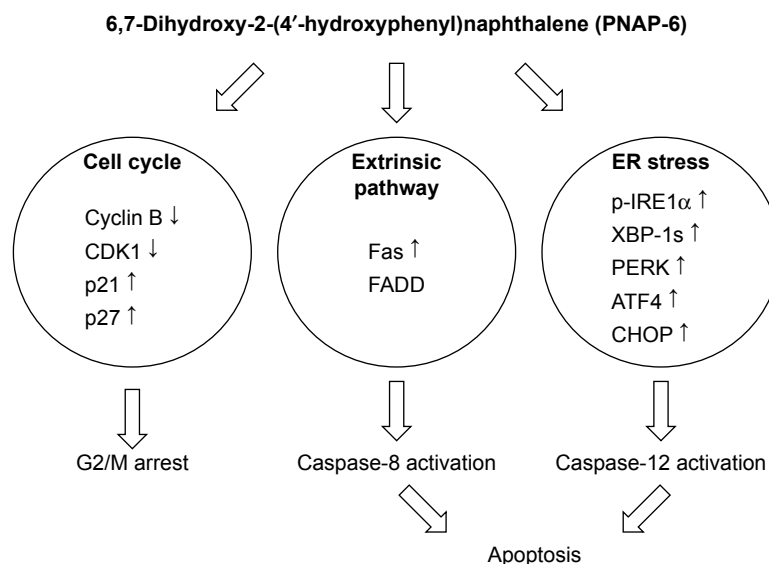 6,7-Dihydroxy-2-(4′-hydroxyphenyl)naphthalene (PNAP-6)
Cell cycle
Cyclin B ↓
CDK1 ↓
p21 ↑
p27 ↑
Extrinsic
pathway
Fas ↑
FADD
ER stress
p-IRE1α ↑
XBP-1s ↑
PERK ↑
ATF4 ↑
CHOP ↑
G2/M arrest
Caspase-8 activation
Caspase-12 activation
Apoptosis